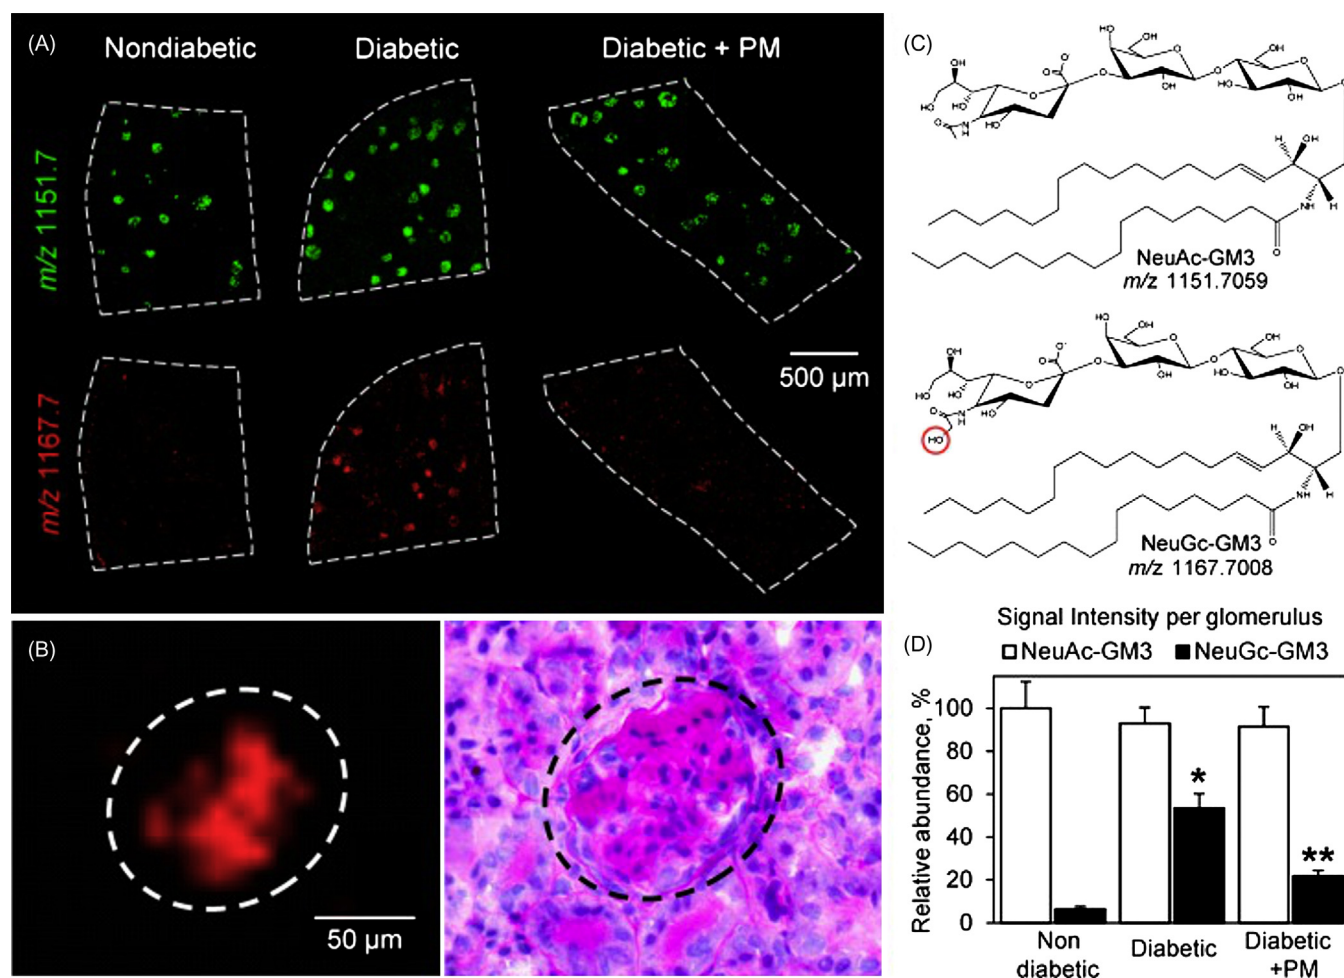 (A)
Nondiabetic Diabetic Diabetic + PM
m/z 1151.7
m/z 1167.7
500 μm
(B)
50 μm
(C)
NeuAc-GM3
m/z 1151.7059
NeuGc-GM3
m/z 1167.7008
HO
(D)
Signal Intensity per glomerulus
NeuAc-GM3 NeuGc-GM3
Relative abundance, %
100
80
60
40
20
0
*
**
Non
diabetic
Diabetic
Diabetic
+PM